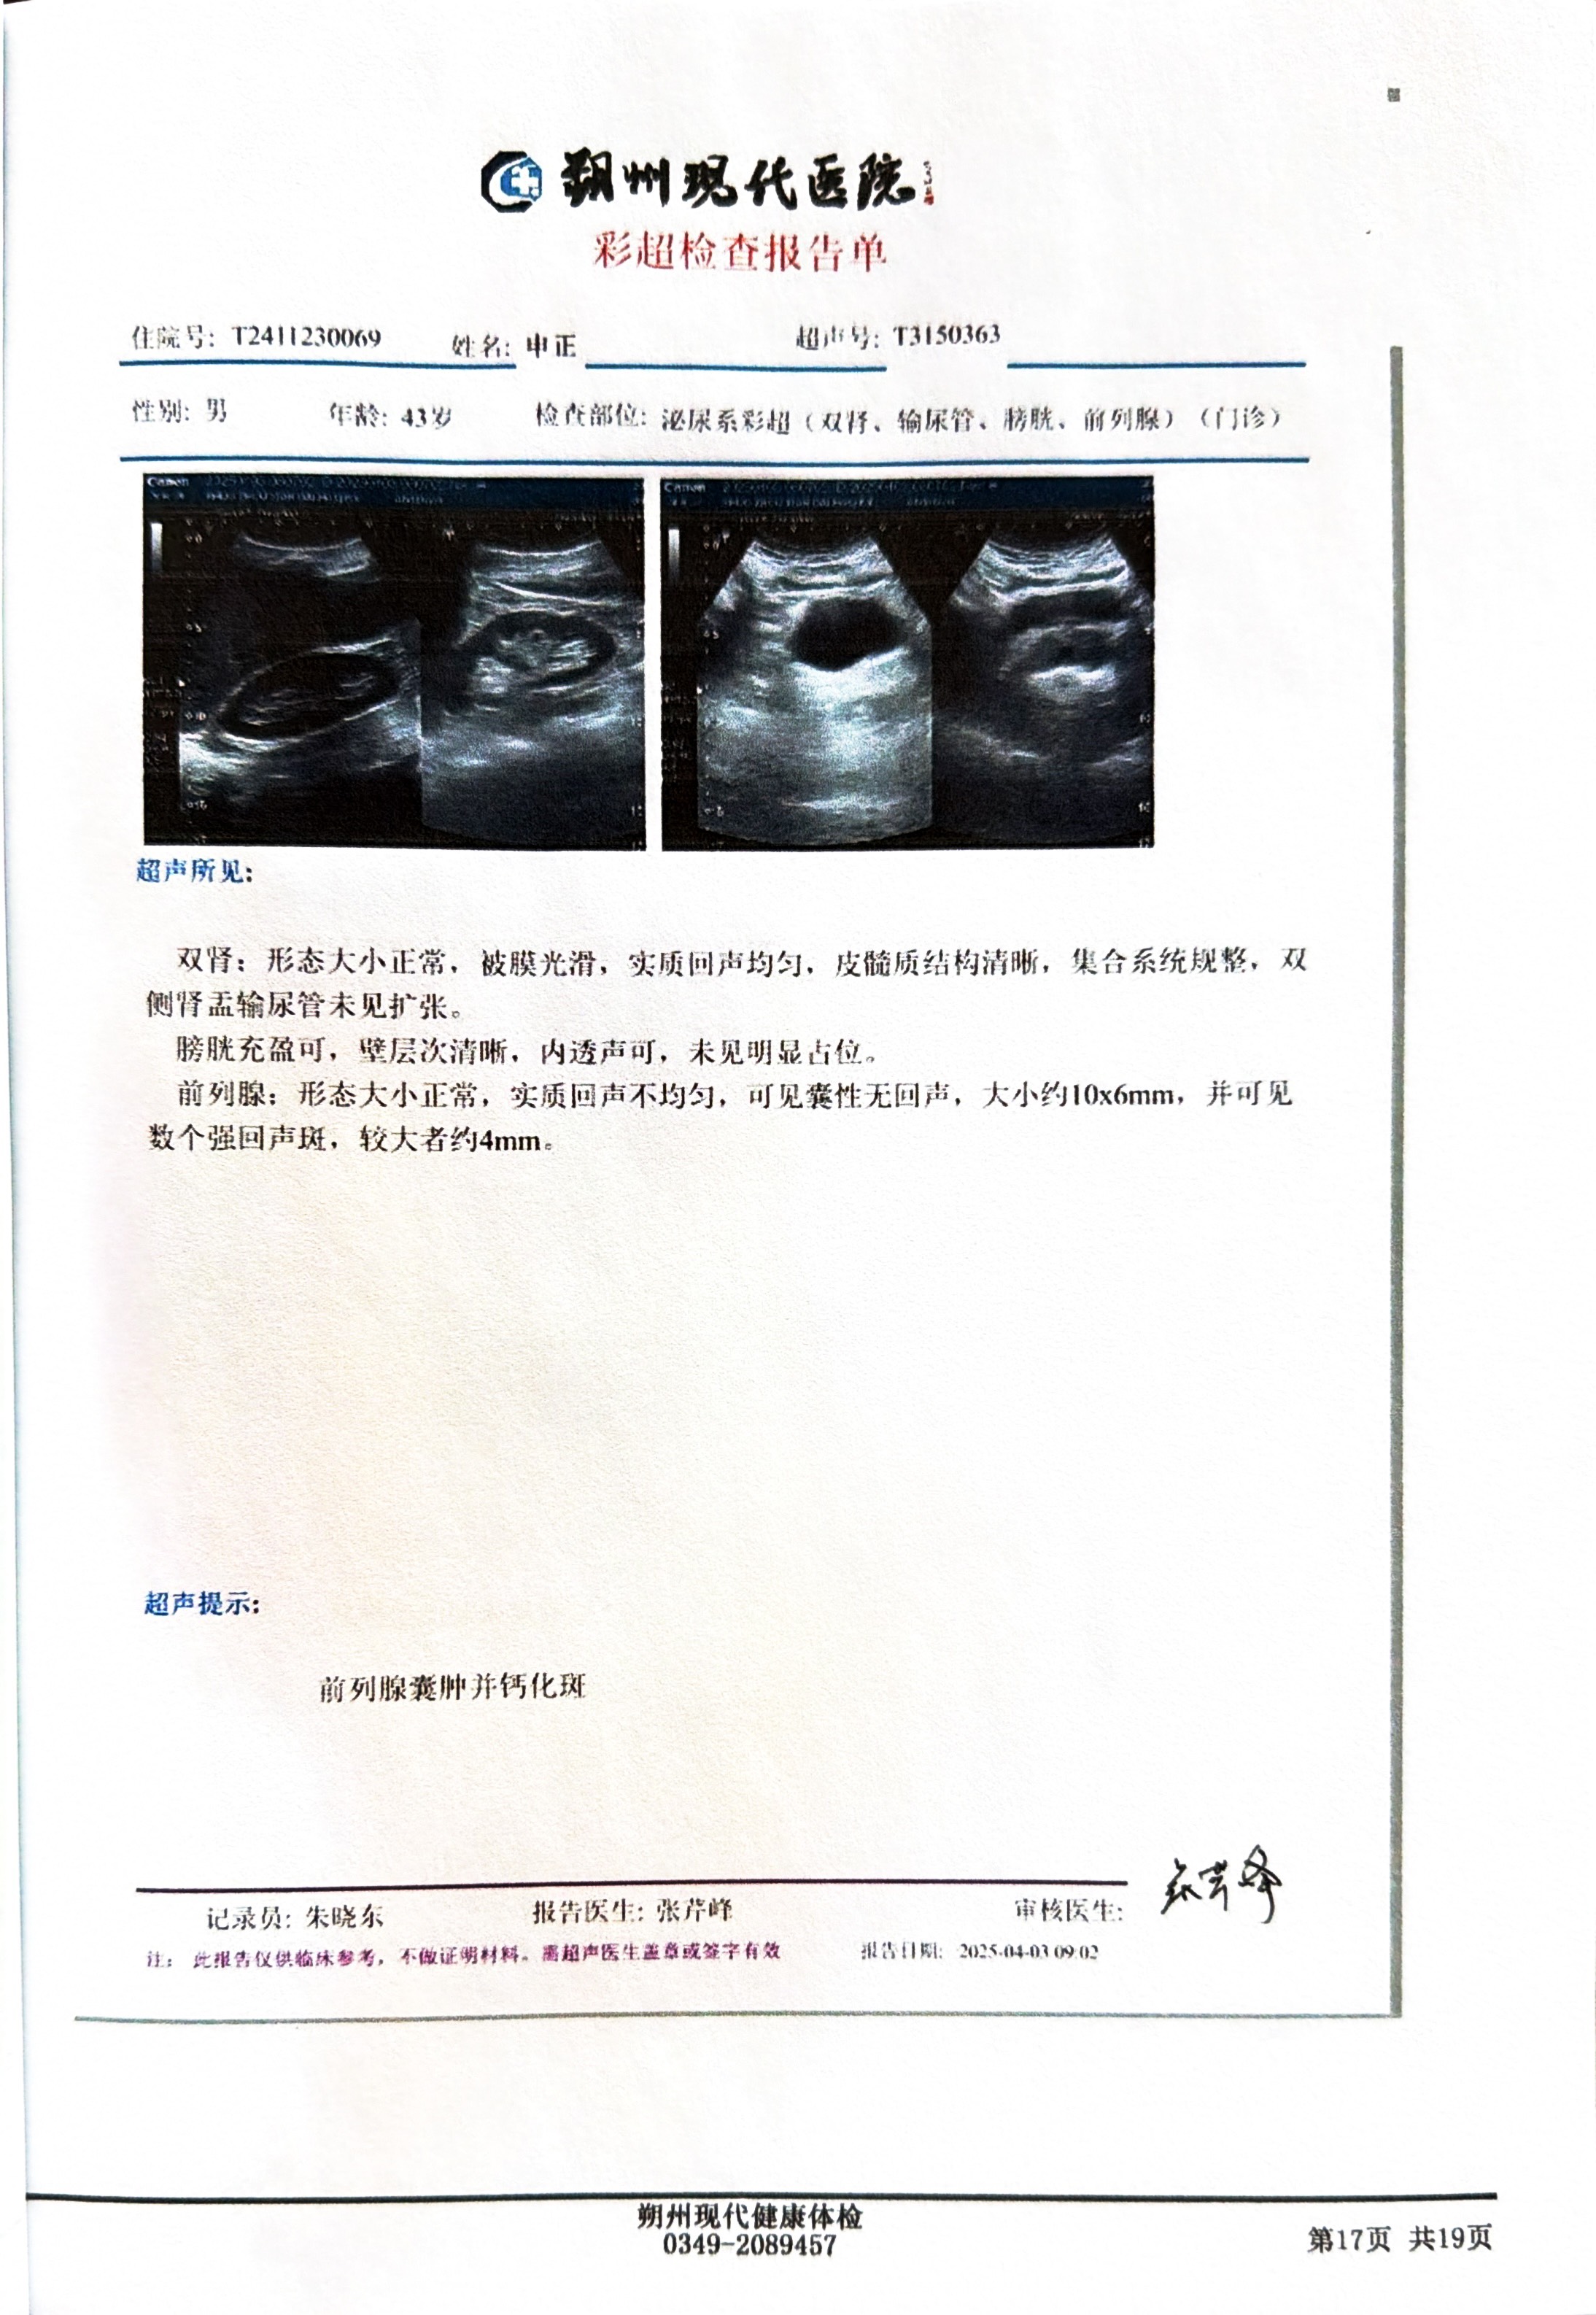 朔州现代医院
彩超检查报告单
住院号: T2411230069 姓名: 申正 超声号: T3150363
性别: 男 年龄: 43岁 检查部位: 泌尿系彩超（双肾、输尿管、膀胱、前列腺）（门诊）
Canon Canon
超声所见:
双肾：形态大小正常，被膜光滑，实质回声均匀，皮髓质结构清晰，集合系统规整，双
侧肾盂输尿管未见扩张。
膀胱充盈可，壁层次清晰，内透声可，未见明显占位。
前列腺：形态大小正常，实质回声不均匀，可见囊性无回声，大小约10x6mm，并可见
数个强回声斑，较大者约4mm。
超声提示:
前列腺囊肿并钙化斑
记录员: 朱晓东 报告医生: 张芹峰 审核医生:
注: 此报告仅供临床参考，不做证明材料。需超声医生盖章或签字有效 报告日期: 2025-04-03 09:02
朔州现代健康体检
0349-2089457
第17页 共19页